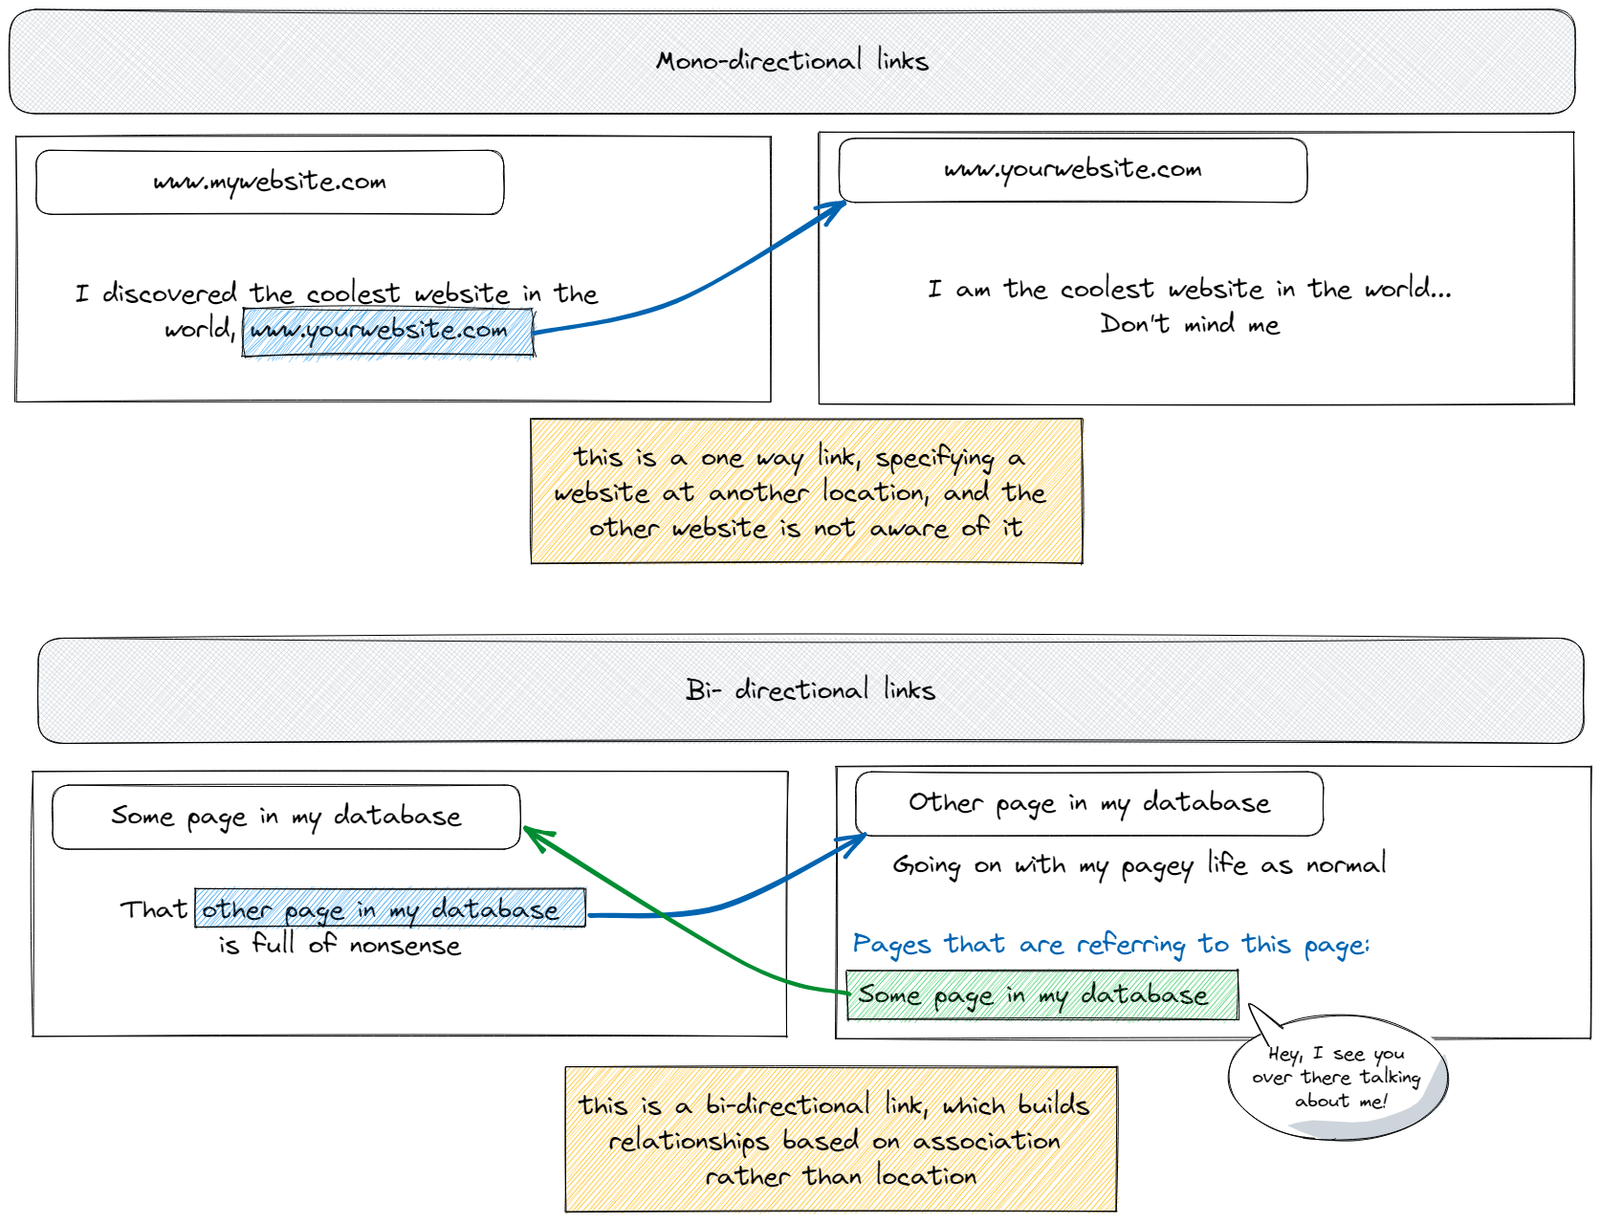 Mono-directional links
www.mywebsite.com
I discovered the coolest website in the
world, www.yourwebsite.com
www.yourwebsite.com
I am the coolest website in the world...
Don't mind me
this is a one way link, specifying a
website at another location, and the
other website is not aware of it
Bi- directional links
Some page in my database
That other page in my database
is full of nonsense
Other page in my database
Going on with my pagey life as normal
Pages that are referring to this page:
Some page in my database
Hey, I see you
over there talking
about me!
this is a bi-directional link, which builds
relationships based on association
rather than location